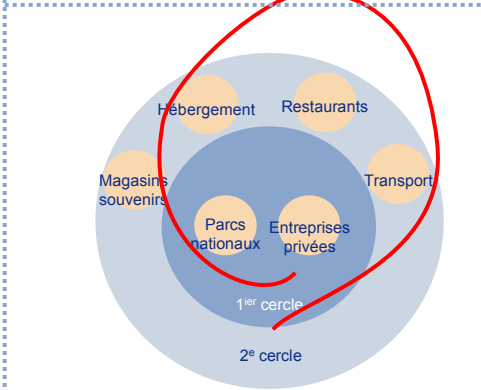 Hébergement
Restaurants
Magasins
souvenirs
Transport
Parcs
nationaux
Entreprises
privées
1ier cercle
2e cercle